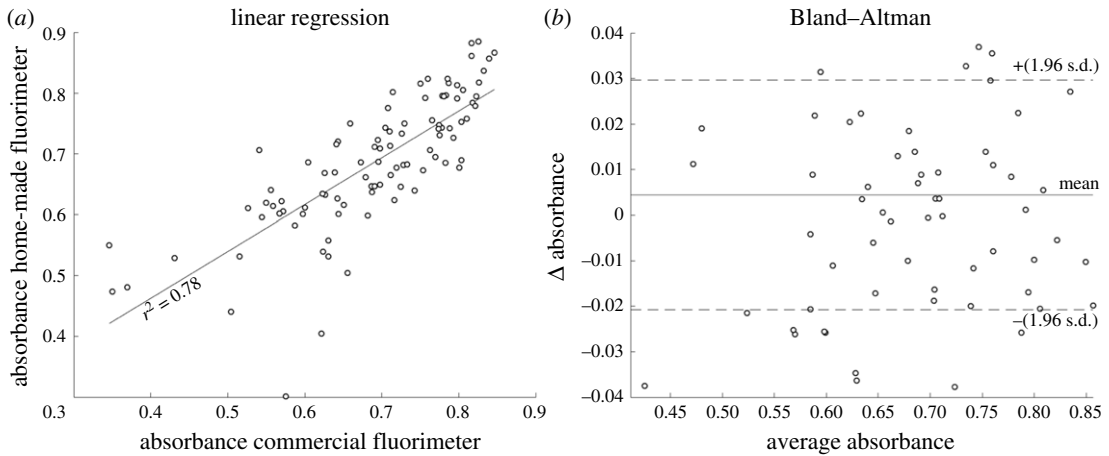 (a)
linear regression
0.9
0.8
0.7
0.6
0.5
0.4
0.3
absorbance home-made fluorimeter
r² = 0.78
0.3
0.4
0.5
0.6
0.7
0.8
0.9
absorbance commercial fluorimeter
(b)
Bland–Altman
0.04
0.03
0.02
0.01
0
–0.01
–0.02
–0.03
–0.04
Δ absorbance
+(1.96 s.d.)
mean
–(1.96 s.d.)
0.45
0.50
0.55
0.60
0.65
0.70
0.75
0.80
0.85
average absorbance